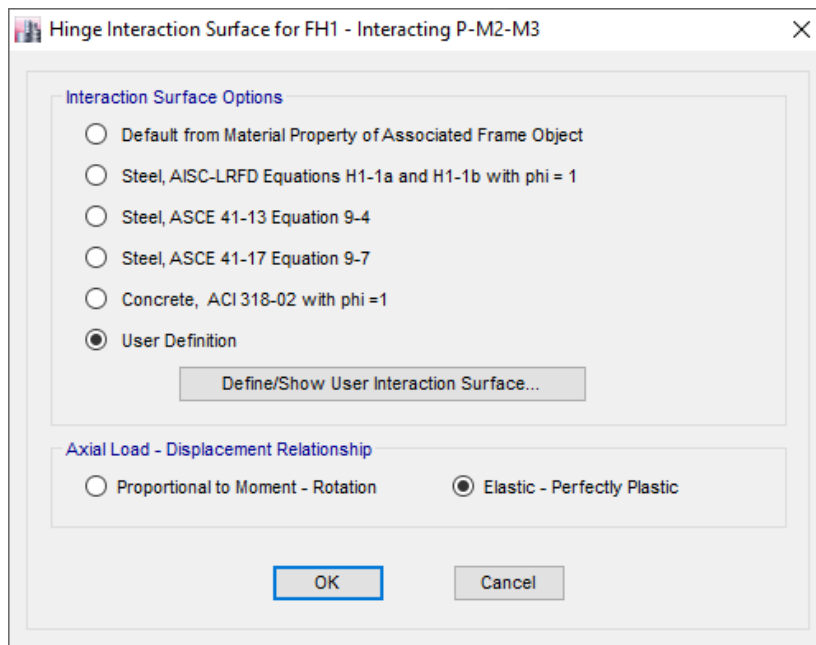 Hinge Interaction Surface for FH1 - Interacting P-M2-M3
Interaction Surface Options
Default from Material Property of Associated Frame Object
Steel, AISC-LRFD Equations H1-1a and H1-1b with phi = 1
Steel, ASCE 41-13 Equation 9-4
Steel, ASCE 41-17 Equation 9-7
Concrete, ACI 318-02 with phi =1
User Definition
Define/Show User Interaction Surface...
Axial Load - Displacement Relationship
Proportional to Moment - Rotation Elastic - Perfectly Plastic
OK Cancel